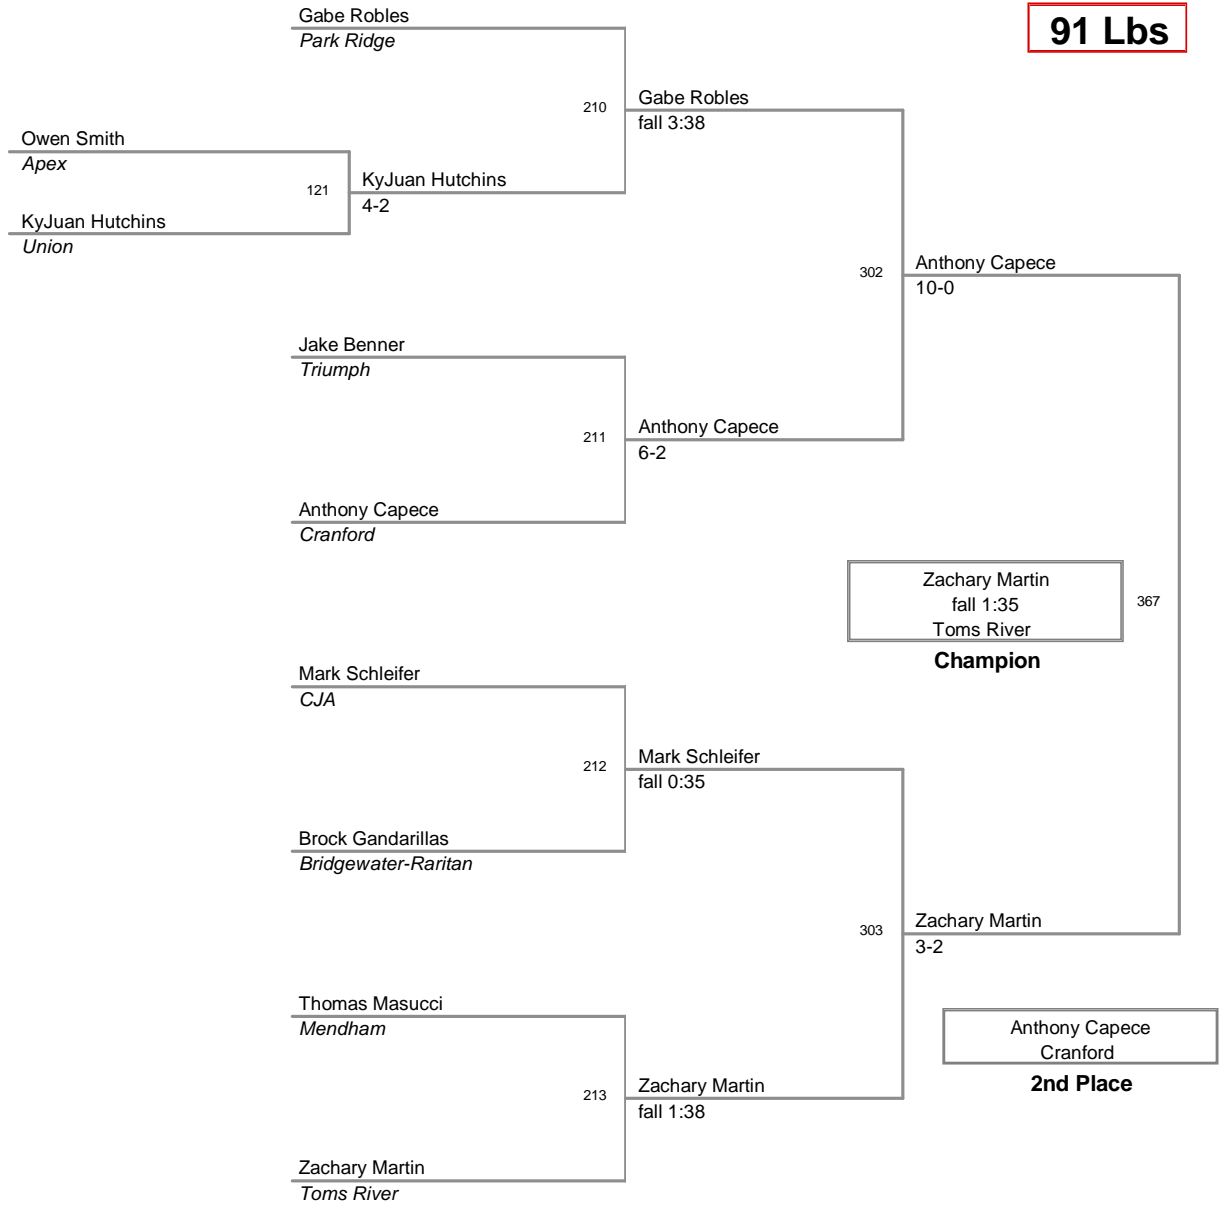 Gabe Robles
Park Ridge
91 Lbs
210
Gabe Robles
fall 3:38
Owen Smith
Apex
121
KyJuan Hutchins
4-2
KyJuan Hutchins
Union
302
Anthony Capece
10-0
Jake Benner
Triumph
211
Anthony Capece
6-2
Anthony Capece
Cranford
Zachary Martin
fall 1:35
Toms River
367
Champion
Mark Schleifer
CJA
212
Mark Schleifer
fall 0:35
Brock Gandarillas
Bridgewater-Raritan
303
Zachary Martin
3-2
Thomas Masucci
Mendham
Anthony Capece
Cranford
2nd Place
213
Zachary Martin
fall 1:38
Zachary Martin
Toms River